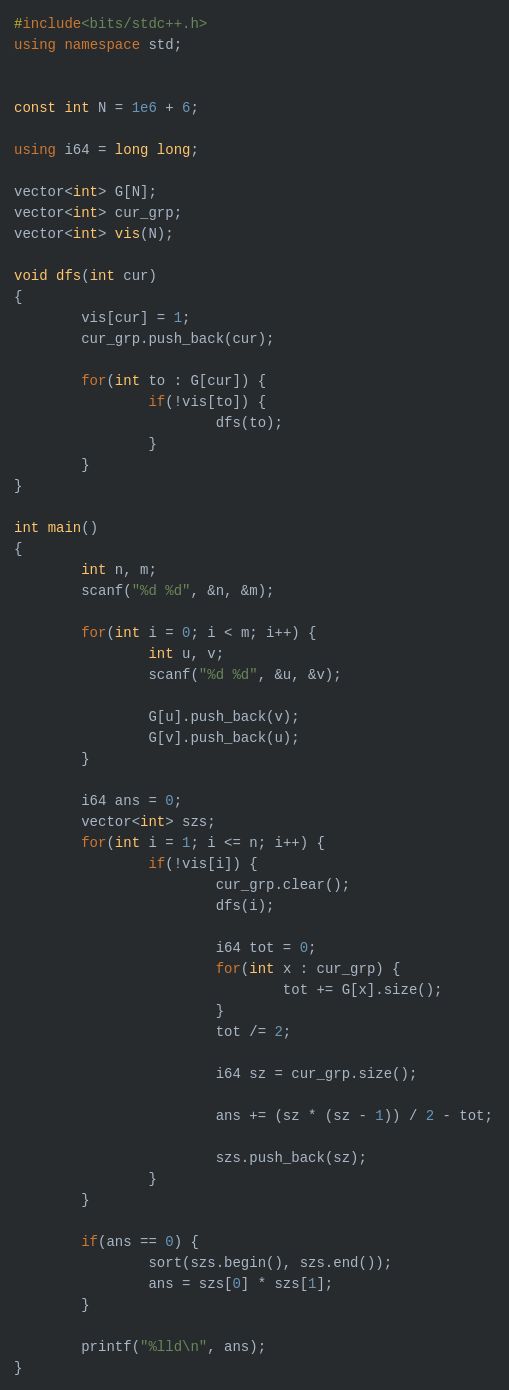 #include<bits/stdc++.h>
using namespace std;


const int N = 1e6 + 6;

using i64 = long long;

vector<int> G[N];
vector<int> cur_grp;
vector<int> vis(N);

void dfs(int cur)
{
        vis[cur] = 1;
        cur_grp.push_back(cur);

        for(int to : G[cur]) {
                if(!vis[to]) {
                        dfs(to);
                }
        }
}

int main()
{
        int n, m;
        scanf("%d %d", &n, &m);

        for(int i = 0; i < m; i++) {
                int u, v;
                scanf("%d %d", &u, &v);

                G[u].push_back(v);
                G[v].push_back(u);
        }

        i64 ans = 0;
        vector<int> szs;
        for(int i = 1; i <= n; i++) {
                if(!vis[i]) {
                        cur_grp.clear();
                        dfs(i);

                        i64 tot = 0;
                        for(int x : cur_grp) {
                                tot += G[x].size();
                        }
                        tot /= 2;

                        i64 sz = cur_grp.size();

                        ans += (sz * (sz - 1)) / 2 - tot;

                        szs.push_back(sz);
                }
        }

        if(ans == 0) {
                sort(szs.begin(), szs.end());
                ans = szs[0] * szs[1];
        }

        printf("%lld\n", ans);
}